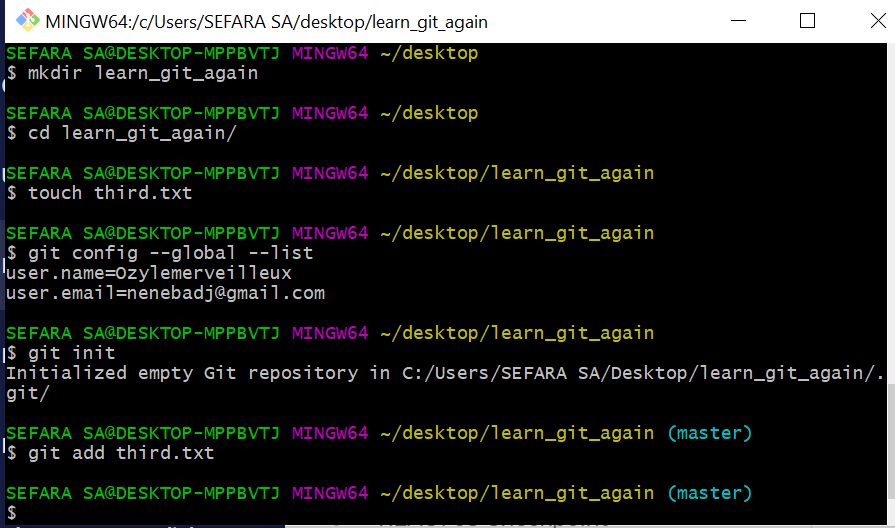 MINGW64:/c/Users/SEFARA SA/desktop/learn_git_again
SEFARA SA@DESKTOP-MPPBVTJ MINGW64 ~/desktop
$ mkdir learn_git_again
SEFARA SA@DESKTOP-MPPBVTJ MINGW64 ~/desktop
$ cd learn_git_again/
SEFARA SA@DESKTOP-MPPBVTJ MINGW64 ~/desktop/learn_git_again
$ touch third.txt
SEFARA SA@DESKTOP-MPPBVTJ MINGW64 ~/desktop/learn_git_again
$ git config --global --list
user.name=Ozylemerveilleux
user.email=nenebadj@gmail.com
SEFARA SA@DESKTOP-MPPBVTJ MINGW64 ~/desktop/learn_git_again
$ git init
Initialized empty Git repository in C:/Users/SEFARA SA/Desktop/learn_git_again/.
git/
SEFARA SA@DESKTOP-MPPBVTJ MINGW64 ~/desktop/learn_git_again (master)
$ git add third.txt
SEFARA SA@DESKTOP-MPPBVTJ MINGW64 ~/desktop/learn_git_again (master)
$